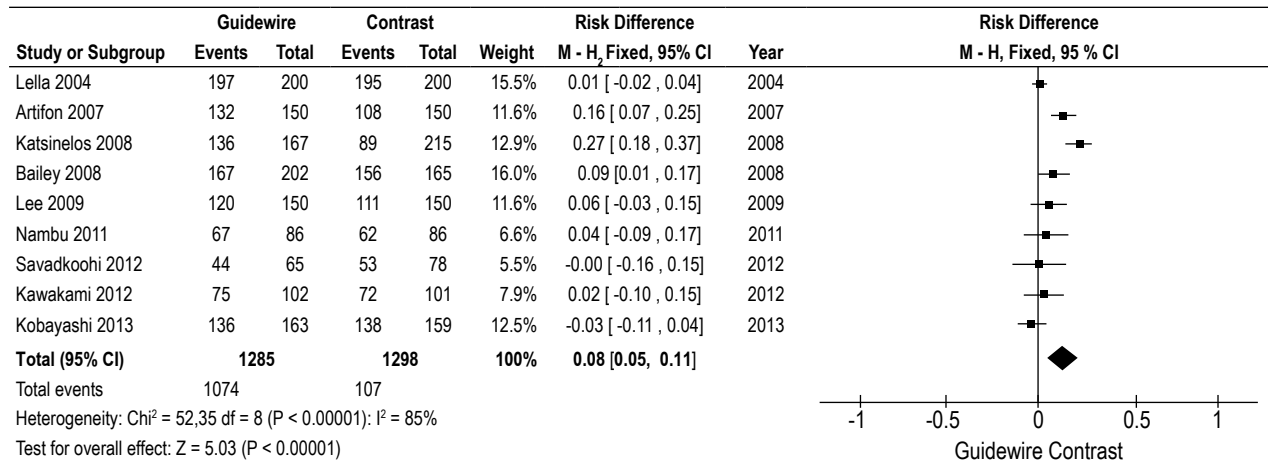 Guidewire Contrast Risk Difference Risk Difference
Study or Subgroup Events Total Events Total Weight M - H, Fixed, 95% CI Year M - H, Fixed, 95 % CI
Lella 2004 197 200 195 200 15.5% 0.01 [ -0.02 , 0.04] 2004
Artifon 2007 132 150 108 150 11.6% 0.16 [ 0.07 , 0.25] 2007
Katsinelos 2008 136 167 89 215 12.9% 0.27 [ 0.18 , 0.37] 2008
Bailey 2008 167 202 156 165 16.0% 0.09 [0.01 , 0.17] 2008
Lee 2009 120 150 111 150 11.6% 0.06 [ -0.03 , 0.15] 2009
Nambu 2011 67 86 62 86 6.6% 0.04 [ -0.09 , 0.17] 2011
Savadkoohi 2012 44 65 53 78 5.5% -0.00 [ -0.16 , 0.15] 2012
Kawakami 2012 75 102 72 101 7.9% 0.02 [ -0.10 , 0.15] 2012
Kobayashi 2013 136 163 138 159 12.5% -0.03 [ -0.11 , 0.04] 2013
Total (95% CI) 1285 1298 100% 0.08 [0.05, 0.11]
Total events 1074 107
Heterogeneity: Chi² = 52,35 df = 8 (P < 0.00001): I² = 85%
Test for overall effect: Z = 5.03 (P < 0.00001)
-1 -0.5 0 0.5 1
Guidewire Contrast